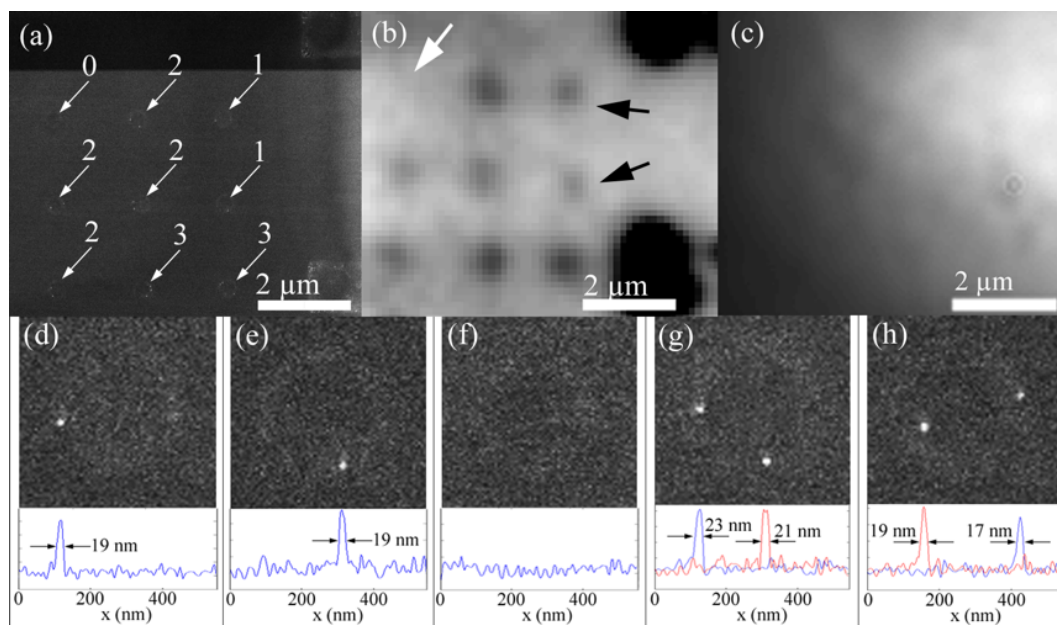 (a)
0 2 1
2 2 1
2 3 3
2 µm
(b)
2 µm
(c)
2 µm
(d)
19 nm
0 200 400
x (nm)
(e)
19 nm
0 200 400
x (nm)
(f)
0 200 400
x (nm)
(g)
23 nm 21 nm
0 200 400
x (nm)
(h)
19 nm 17 nm
0 200 400
x (nm)